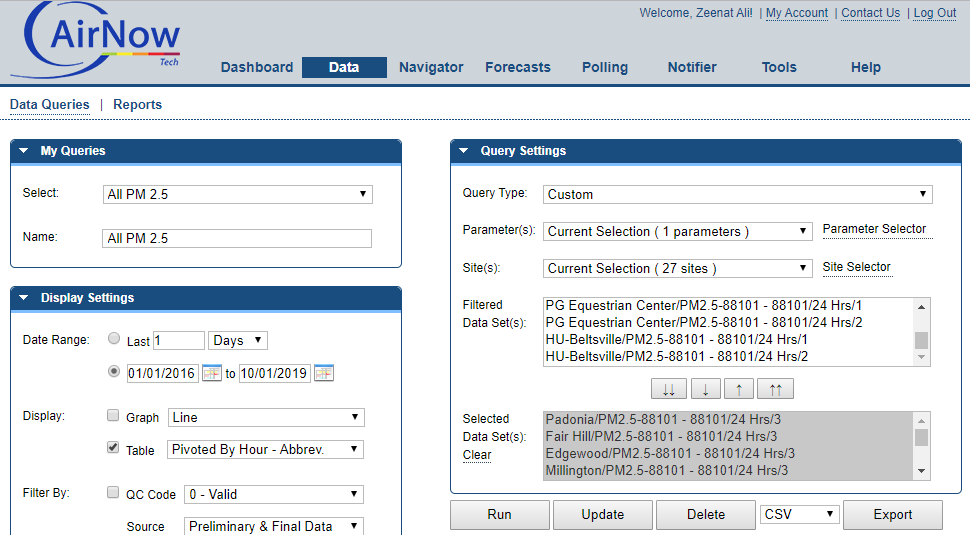 Welcome, Zeenat Ali! | My Account | Contact Us | Log Out
AirNow
Tech
Dashboard Data Navigator Forecasts Polling Notifier Tools Help
Data Queries | Reports
My Queries
Select: All PM 2.5
Name: All PM 2.5
Display Settings
Date Range: Last 1 Days
01/01/2016 to 10/01/2019
Display: Graph Line
Table Pivoted By Hour - Abbrev.
Filter By: QC Code 0 - Valid
Source Preliminary & Final Data
Query Settings
Query Type: Custom
Parameter(s): Current Selection ( 1 parameters ) Parameter Selector
Site(s): Current Selection ( 27 sites ) Site Selector
Filtered
Data Set(s):
PG Equestrian Center/PM2.5-88101 - 88101/24 Hrs/1
PG Equestrian Center/PM2.5-88101 - 88101/24 Hrs/2
HU-Beltsville/PM2.5-88101 - 88101/24 Hrs/1
HU-Beltsville/PM2.5-88101 - 88101/24 Hrs/2
Selected
Data Set(s):
Clear
Padonia/PM2.5-88101 - 88101/24 Hrs/3
Fair Hill/PM2.5-88101 - 88101/24 Hrs/3
Edgewood/PM2.5-88101 - 88101/24 Hrs/3
Millington/PM2.5-88101 - 88101/24 Hrs/3
Run Update Delete CSV Export